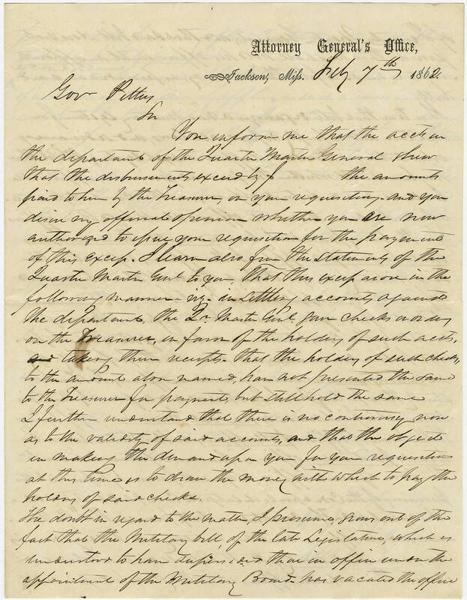 Attorney General's Office,
Jackson, Miss. Feby 7th 1862
Gov Pettus
Sir
You inform me that the accts in
the department of the Quarter Master General show
that the disbursements exceed by $ the amounts
paid to him by the Treasurer, on your requisition, and you
desire my official opinion whether you are now
authorized to issue your requisition for the payment
of this excess. I learn also from the statements of the
Quarter Master Genl to you that this excess arose in the
following manner viz: in settling accounts against
the department the Qr Master Genl gave checks or orders
on the Treasurer, in favor of the holders of such accts,
and taking their receipts. that the holders of such checks,
to the amount above named, have not presented the same
to the Treasurer for payment, but still hold the same
I further understand that there is no controversy now
as to the validity of said accounts, and that the object
in making the demand upon you for your requisition
at this time is to draw the money with which to pay the
holders of said checks.
The doubt in regard to the matter, I presume, grows out of the
fact that the Military bill, of the late Legislature, which is
understood to have superseded those in office under the
appointment of the Military Board, has vacated the office